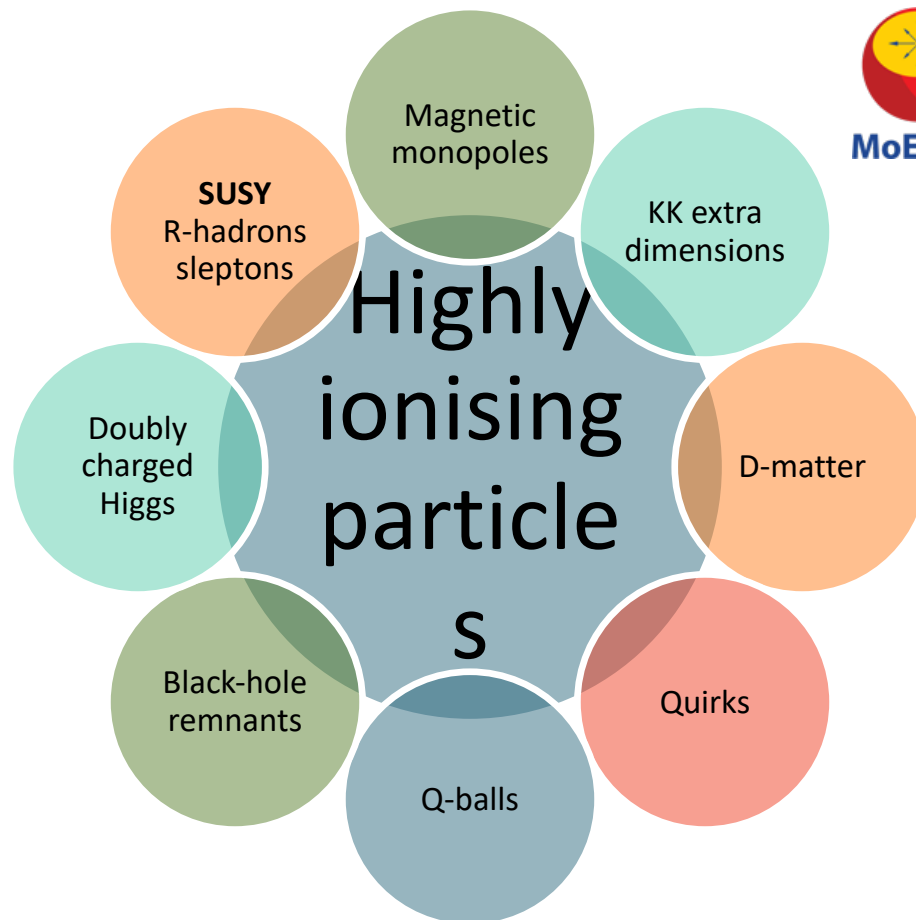 Magnetic
monopoles
KK extra
dimensions
D-matter
Quirks
Q-balls
Black-hole
remnants
Doubly
charged
Higgs
SUSY
R-hadrons
sleptons
Highly
ionising
particle
s